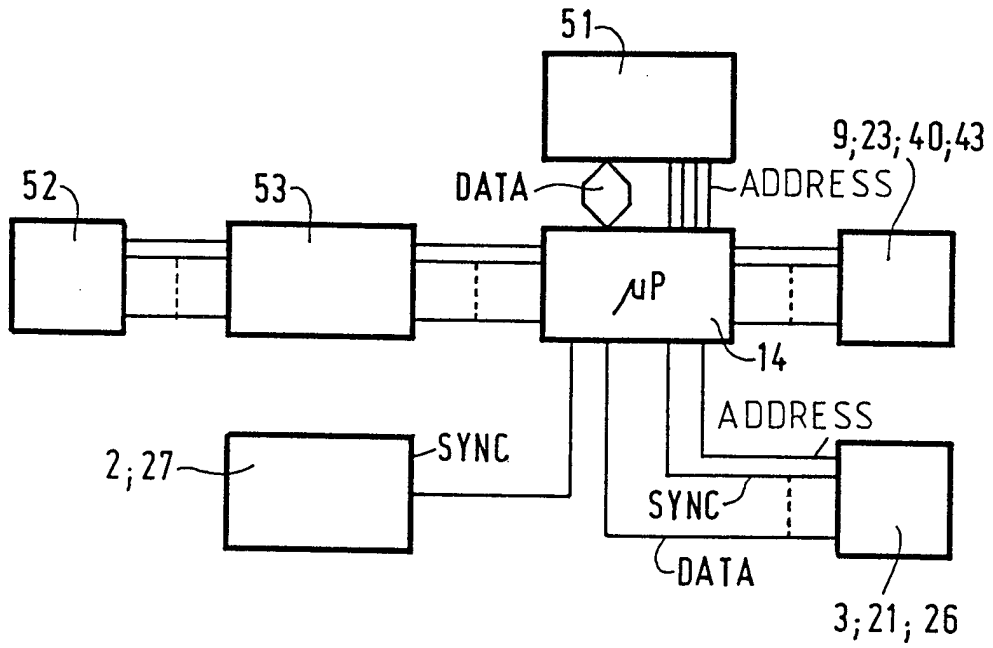 51
9;23;40;43
DATA
ADDRESS
52
53
µP
14
ADDRESS
2;27
SYNC
SYNC
DATA
3;21;26